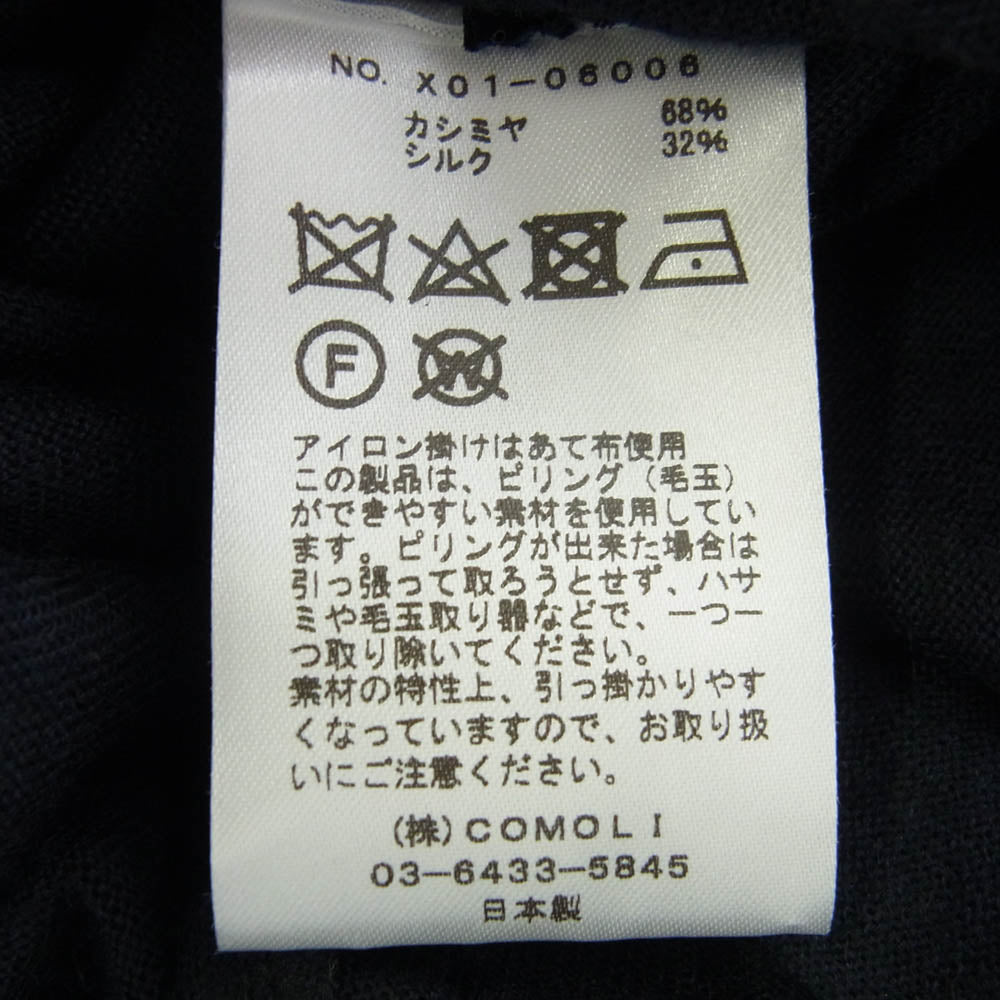 NO. X01-06006
カシミヤ 68%
シルク 32%
F
W
アイロン掛けはあて布使用
この製品は、ピリング(毛玉)
ができやすい素材を使用してい
ます。ピリングが出来た場合は
引っ張って取ろうとせず、ハサ
ミや毛玉取り器などで、一つ一
つ取り除いてください。
素材の特性上、引っ掛かりやす
くなっていますので、お取り扱
いにご注意ください。
(株)COMOLI
03-6433-5845
日本製